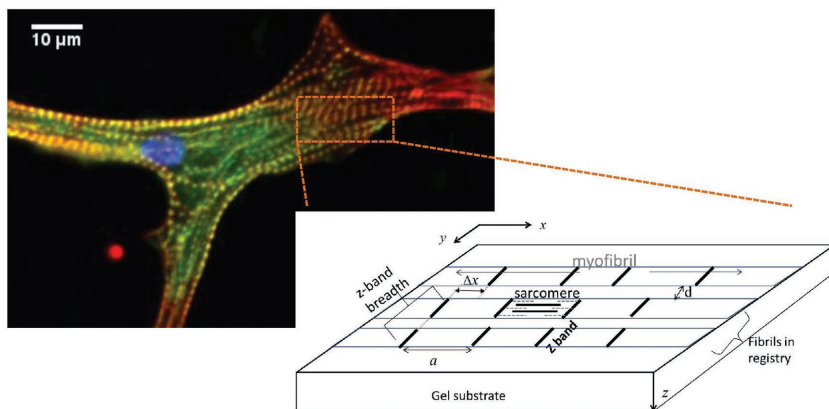 10 µm
y
x
myofibril
z-band
breadth
Δx
sarcomere
d
Z band
a
Fibrils in
registry
Gel substrate
z